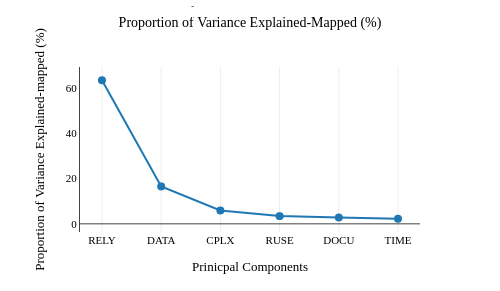 Proportion of Variance Explained-Mapped (%)
Proportion of Variance Explained-mapped (%)
60
40
20
0
RELY DATA CPLX RUSE DOCU TIME
Prinicpal Components